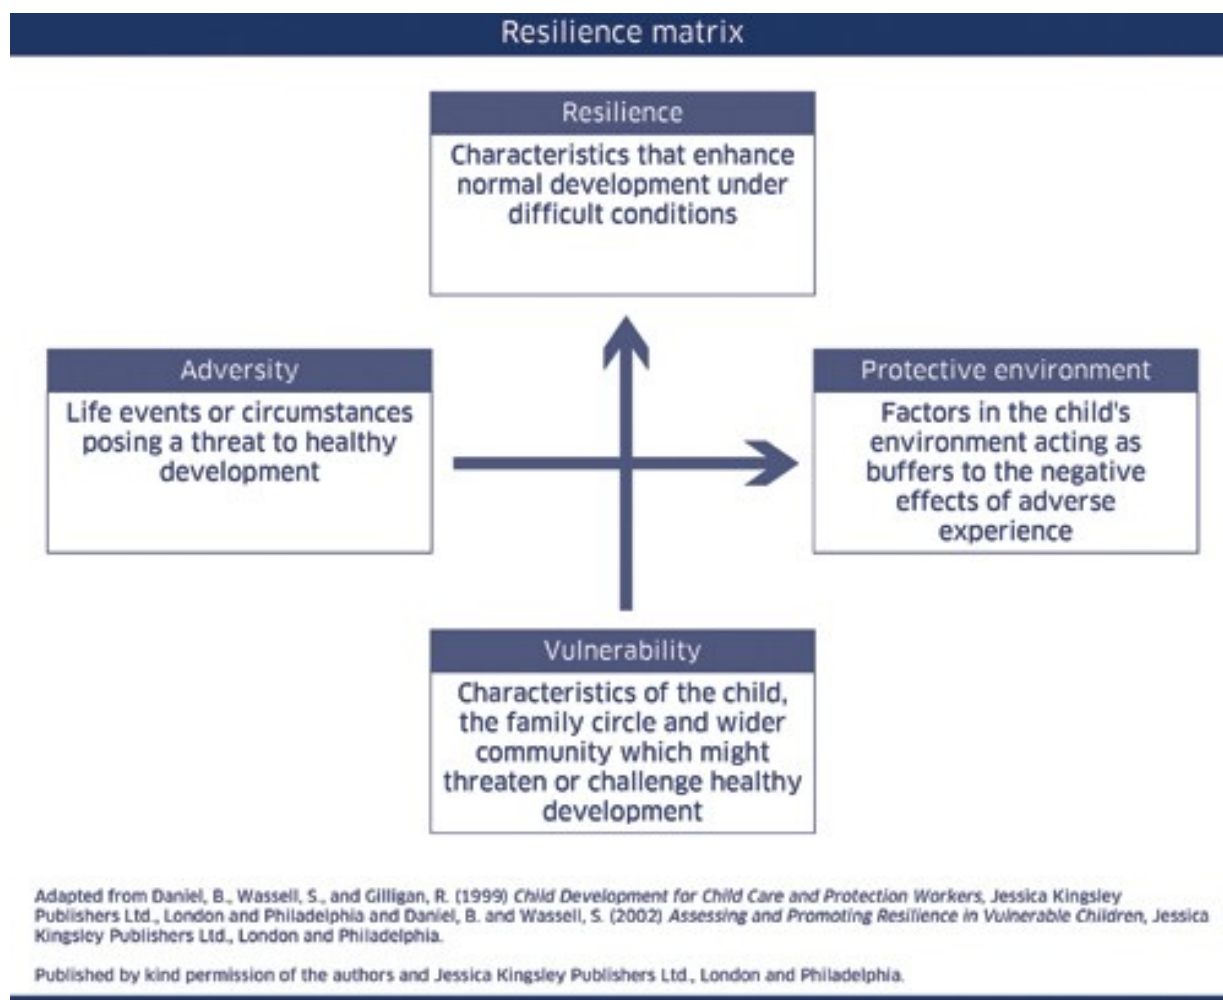 Resilience matrix
Resilience
Characteristics that enhance
normal development under
difficult conditions
Adversity
Life events or circumstances
posing a threat to healthy
development
Protective environment
Factors in the child's
environment acting as
buffers to the negative
effects of adverse
experience
Vulnerability
Characteristics of the child,
the family circle and wider
community which might
threaten or challenge healthy
development
Adapted from Daniel, B., Wassell, S., and Gilligan, R. (1999) Child Development for Child Care and Protection Workers, Jessica Kingsley
Publishers Ltd., London and Philadelphia and Daniel, B. and Wassell, S. (2002) Assessing and Promoting Resilience in Vulnerable Children, Jessica
Kingsley Publishers Ltd., London and Philadelphia.
Published by kind permission of the authors and Jessica Kingsley Publishers Ltd., London and Philadelphia.